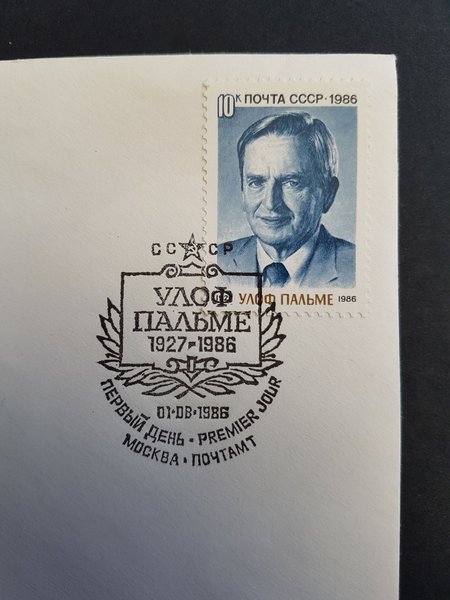 10 К ПОЧТА СССР · 1986
УЛОФ ПАЛЬМЕ 1986
СССР
УЛОФ
ПАЛЬМЕ
1927-1986
01·08·1986
ПЕРВЫЙ ДЕНЬ · PREMIER JOUR
МОСКВА · ПОЧТАМТ